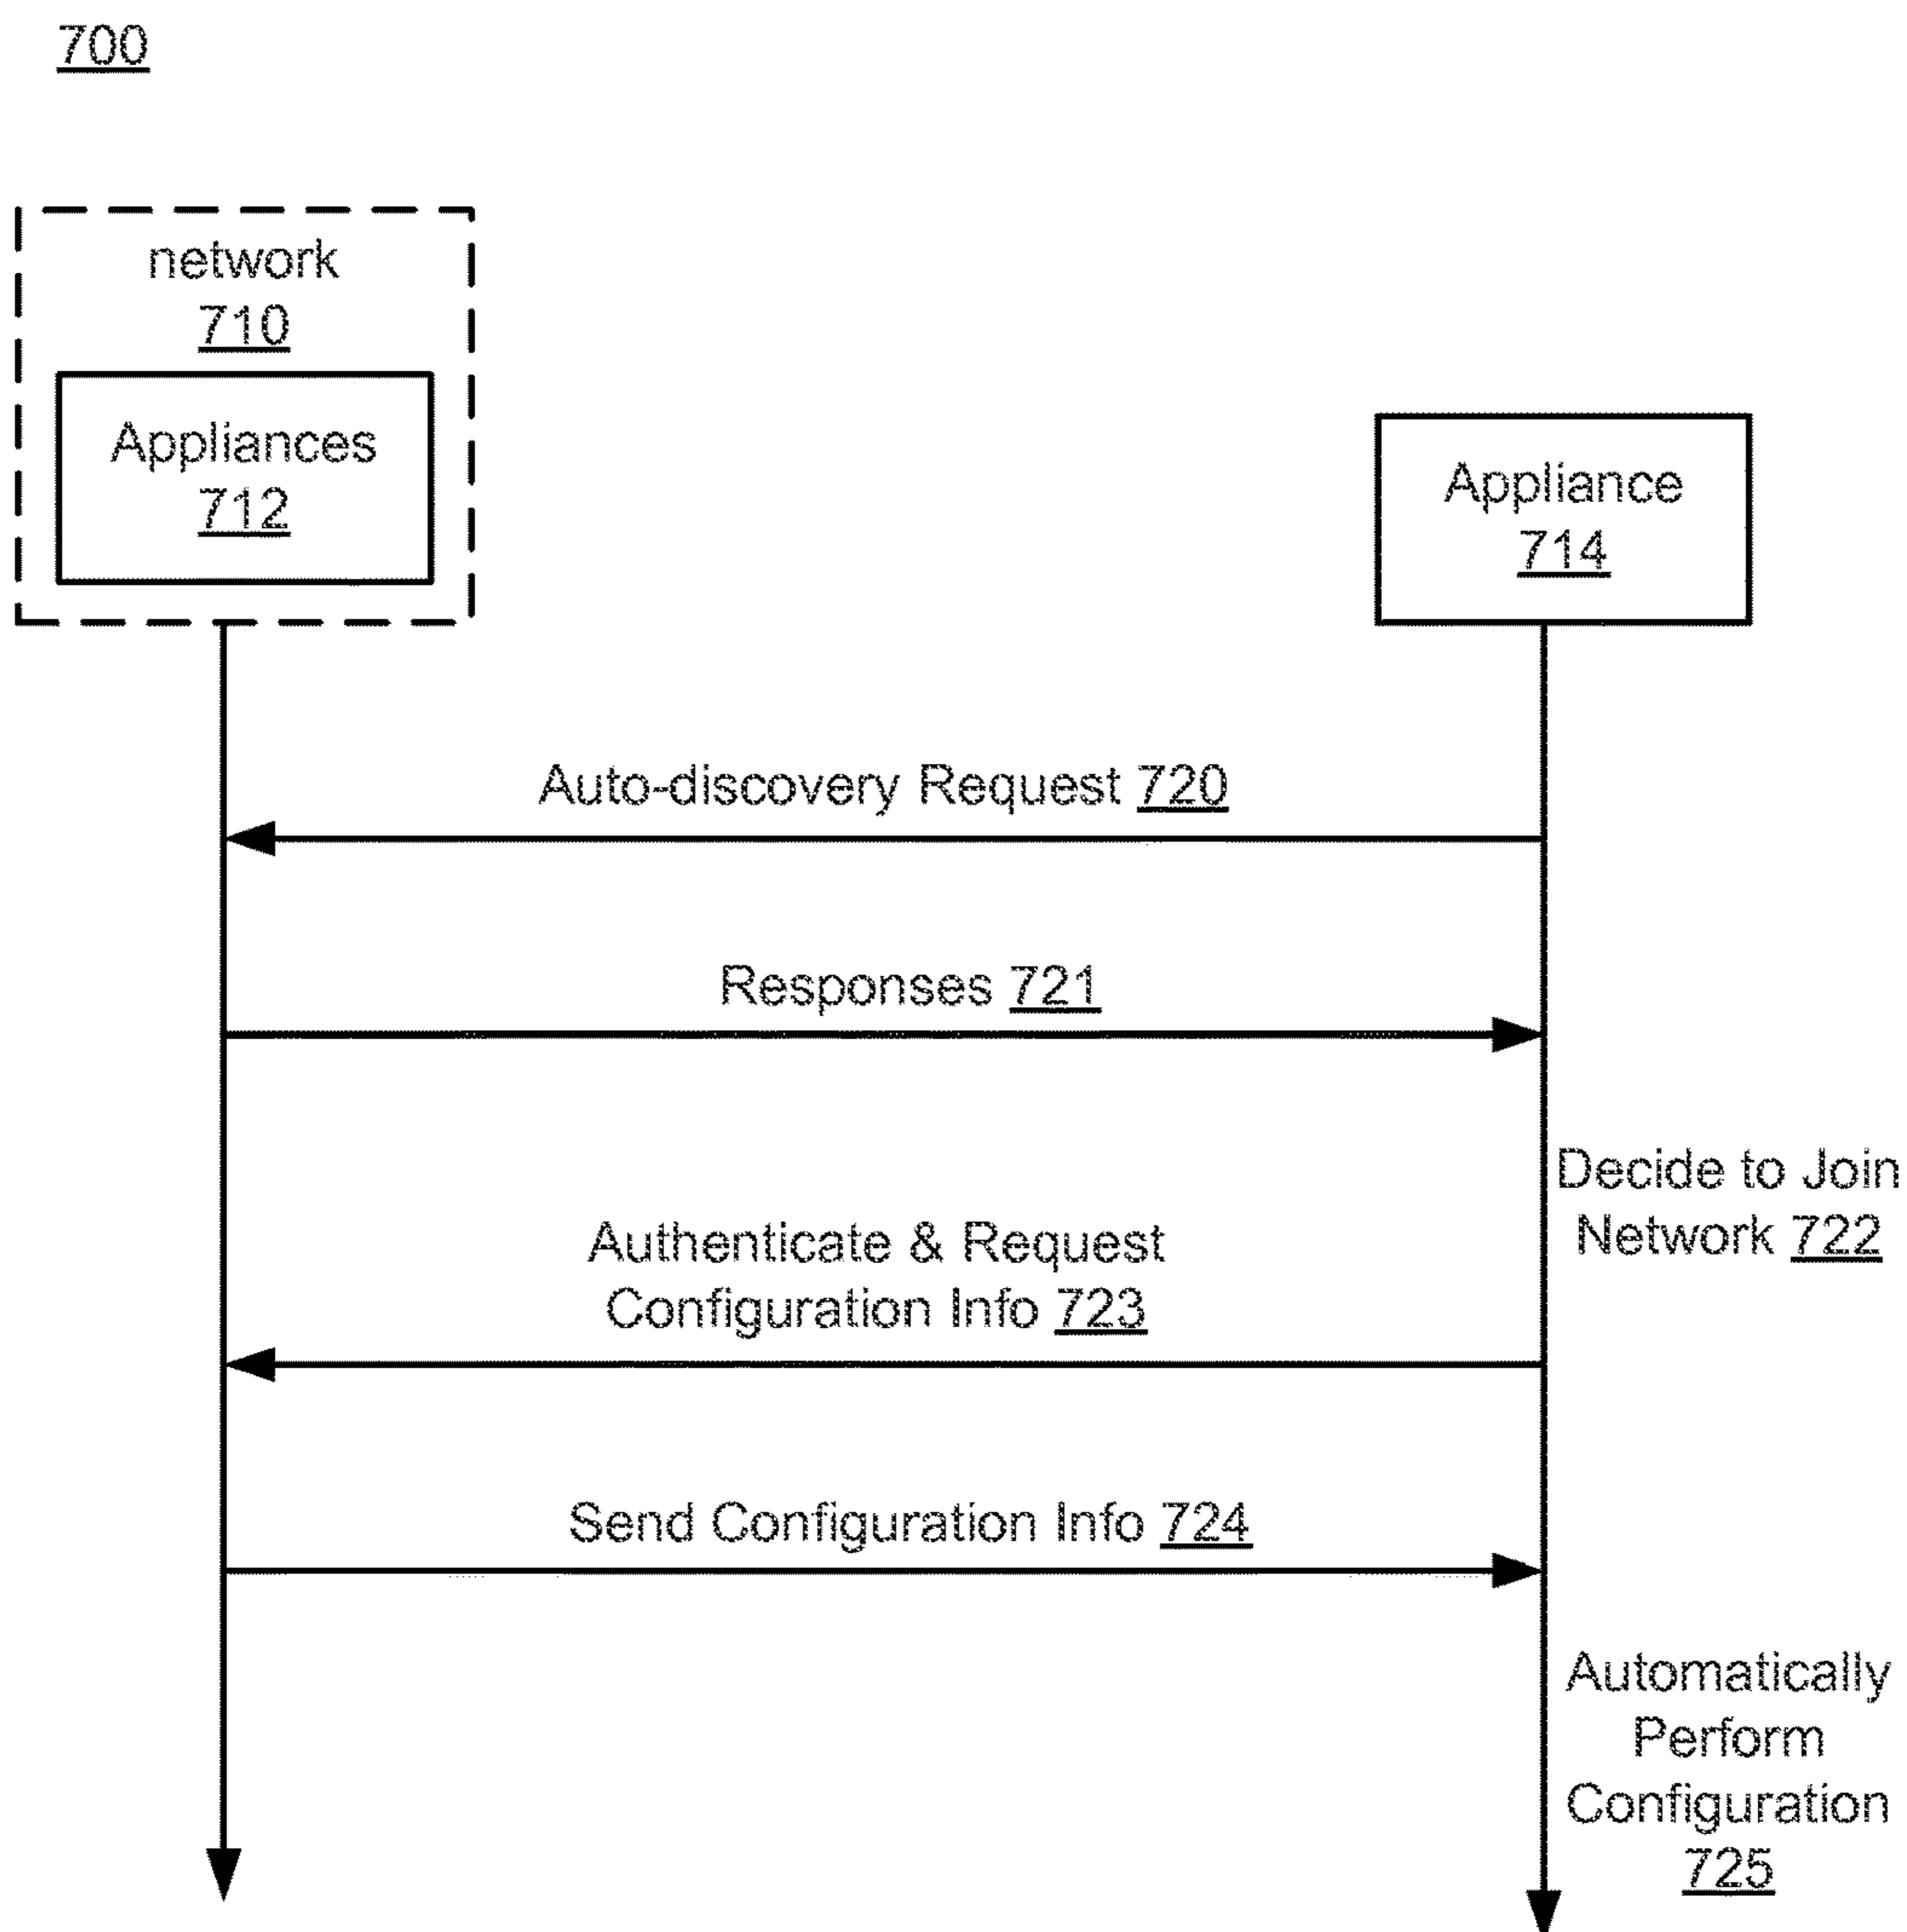 700
network
710
Appliances
712
Appliance
714
Auto-discovery Request 720
Responses 721
Decide to Join
Network 722
Authenticate & Request
Configuration Info 723
Send Configuration Info 724
Automatically
Perform
Configuration
725